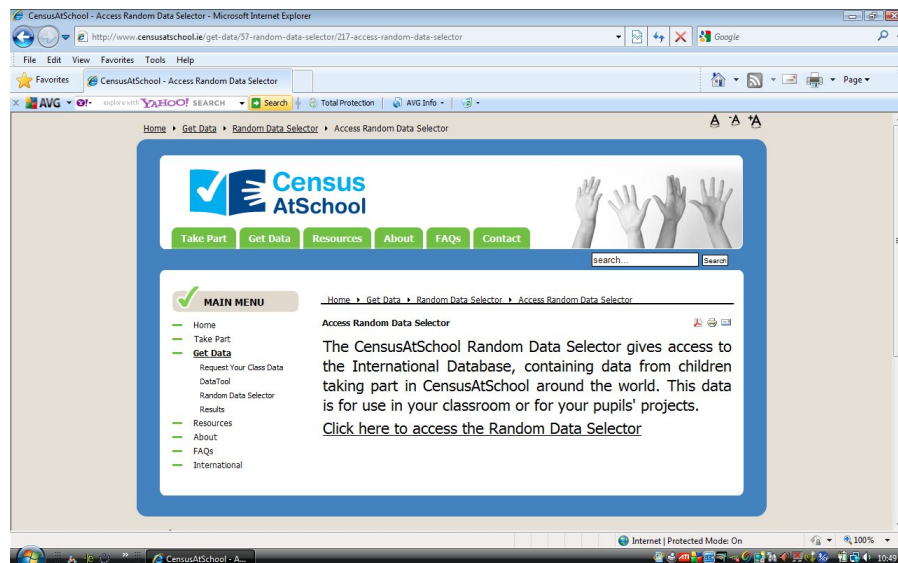 CensusAtSchool - Access Random Data Selector - Microsoft Internet Explorer
http://www.censusatschool.ie/get-data/57-random-data-selector/217-access-random-data-selector
Google
File Edit View Favorites Tools Help
Favorites CensusAtSchool - Access Random Data Selector Page
AVG YAHOO! SEARCH Search Total Protection AVG Info
Home Get Data Random Data Selector Access Random Data Selector A -A +A
Census
AtSchool
Take Part Get Data Resources About FAQs Contact
search... Search
MAIN MENU
Home Get Data Random Data Selector Access Random Data Selector
Access Random Data Selector
Home
Take Part
Get Data
Request Your Class Data
DataTool
Random Data Selector
Results
Resources
About
FAQs
International
The CensusAtSchool Random Data Selector gives access to
the International Database, containing data from children
taking part in CensusAtSchool around the world. This data
is for use in your classroom or for your pupils' projects.
Click here to access the Random Data Selector
Internet | Protected Mode: On 100%
CensusAtSchool - A... 10:49